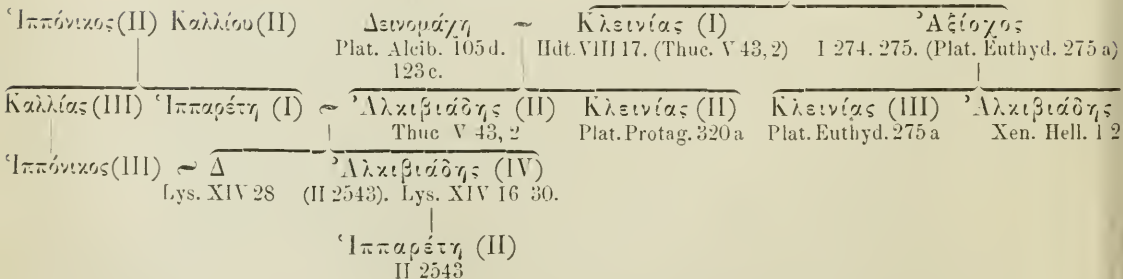 Ἱππόνικος (II) Καλλίου (II) Δεινομάχη ~ Κλεινίας (I) Ἀξίοχος
Plat. Alcib. 105d. Hdt. VIII 17. (Thuc. V 43, 2) I 274. 275. (Plat. Euthyd. 275 a)
123 c.
Καλλίας (III) Ἱππαρέτη (I) ~ Ἀλκιβιάδης (II) Κλεινίας (II) Κλεινίας (III) Ἀλκιβιάδης
Thuc V 43, 2 Plat. Protag. 320 a Plat. Euthyd. 275 a Xen. Hell. I 2
Ἱππόνικος (III) ~ Δ Ἀλκιβιάδης (IV)
Lys. XIV 28 (II 2543). Lys. XIV 16 30.
Ἱππαρέτη (II)
II 2543